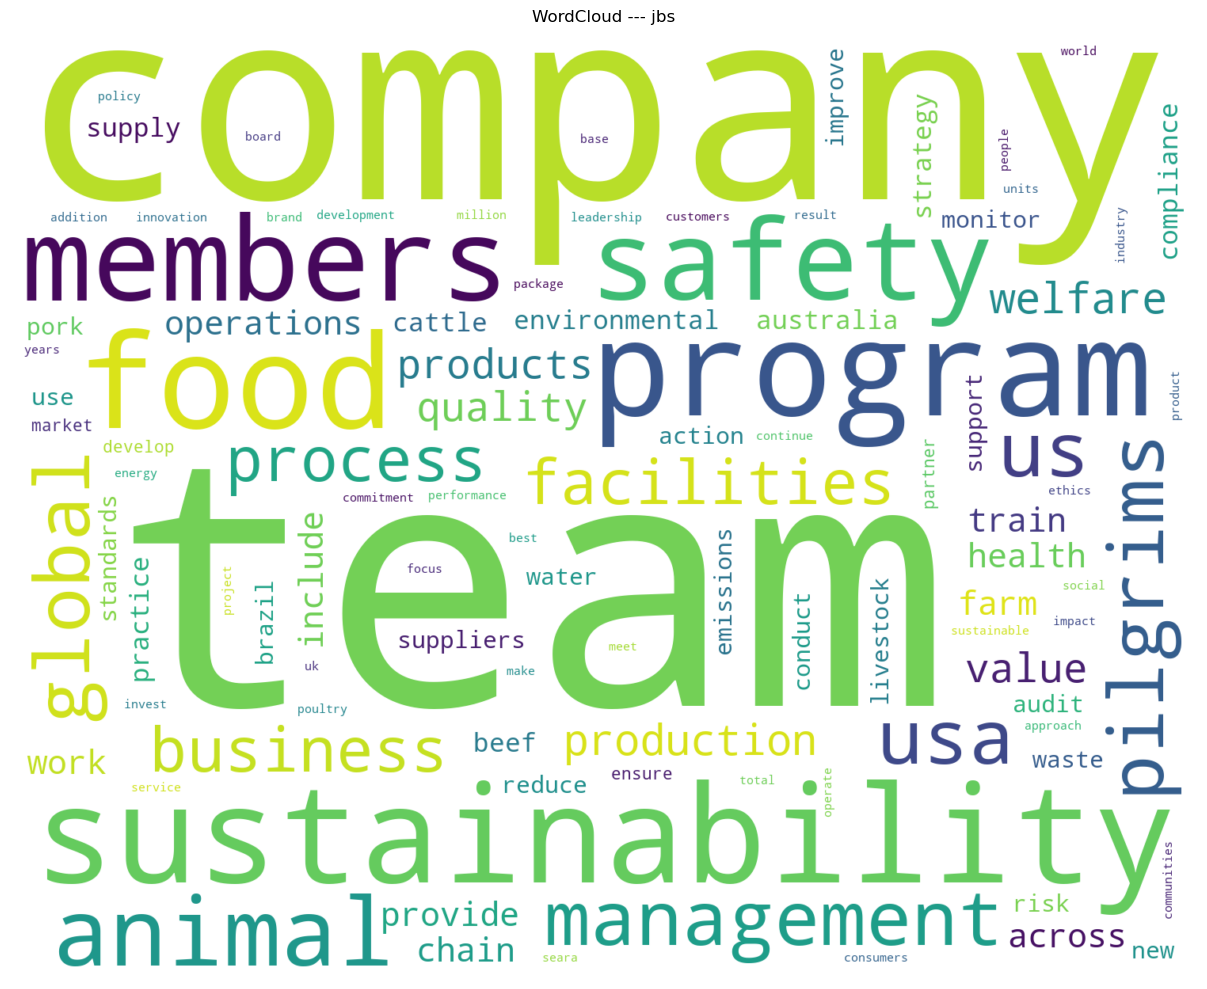 WordCloud --- jbs
company
policy
supply
board
base
improve
strategy
world
people
compliance
units
monitor
industry
addition
innovation
brand
development
million
leadership
customers
result
members
safety
package
welfare
pork
operations
cattle
environmental
australia
years
food
products
program
use
quality
market
action
continue
support
product
us
develop
process
facilities
partner
pilgrims
energy
commitment
performance
ethics
global
standards
team
include
train
health
best
focus
water
emissions
practice
project
brazil
conduct
livestock
farm
social
impact
sustainable
suppliers
meet
uk
make
value
invest
poultry
audit
approach
business
beef
production
usa
waste
work
reduce
ensure
total
operate
service
sustainability
communities
animal
provide
management
risk
chain
across
new
seara
consumers